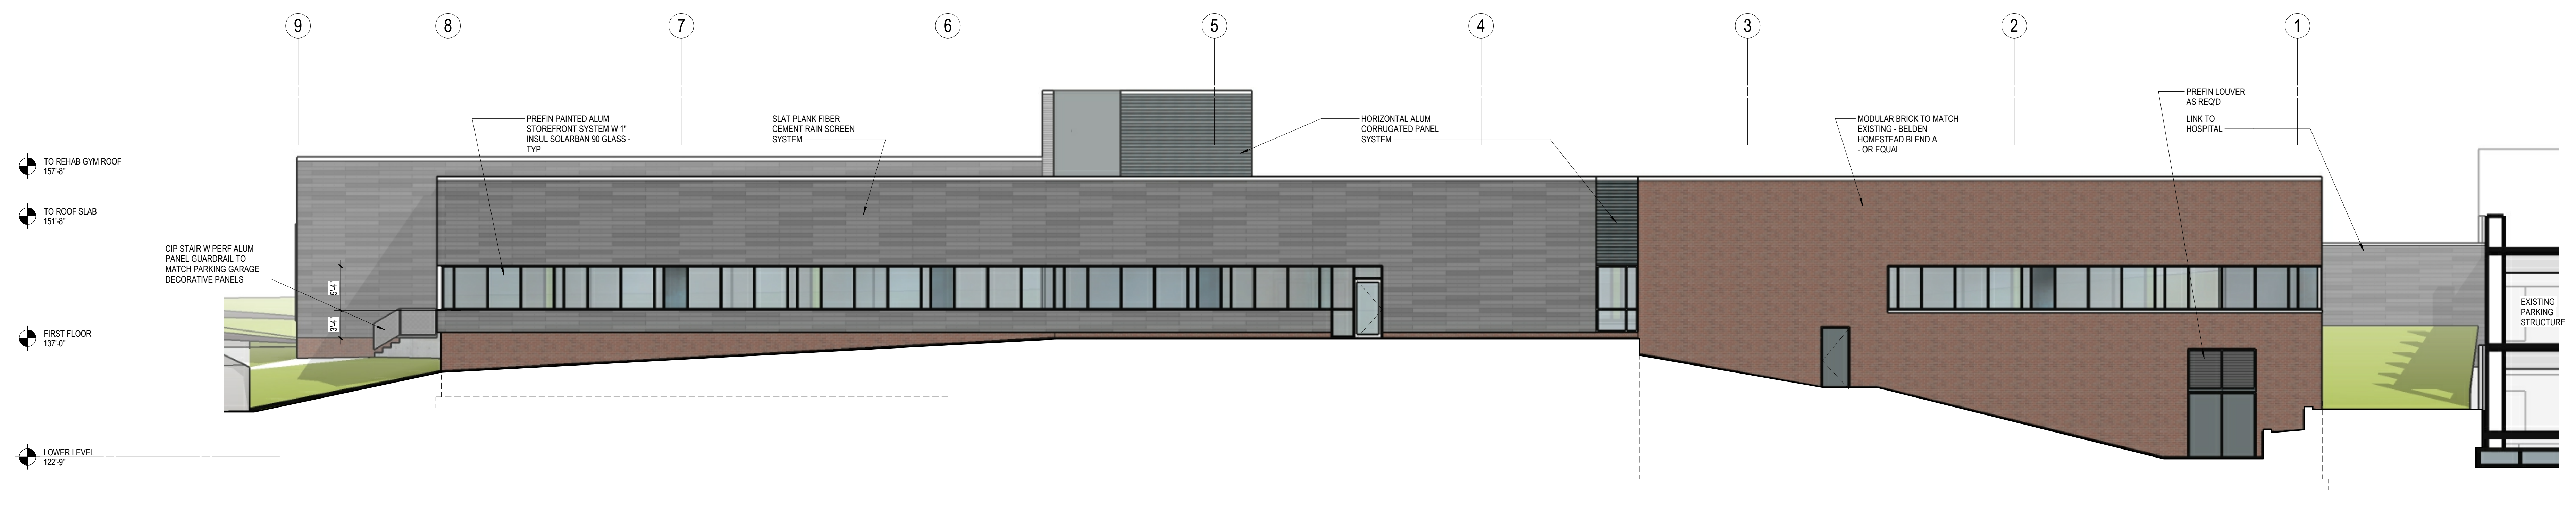 9
8
7
6
5
4
3
2
1
PREFIN PAINTED ALUM
STOREFRONT SYSTEM W 1"
INSUL SOLARBAN 90 GLASS -
TYP
SLAT PLANK FIBER
CEMENT RAIN SCREEN
SYSTEM
HORIZONTAL ALUM
CORRUGATED PANEL
SYSTEM
MODULAR BRICK TO MATCH
EXISTING - BELDEN
HOMESTEAD BLEND A
- OR EQUAL
PREFIN LOUVER
AS REQ'D
LINK TO
HOSPITAL
TO REHAB GYM ROOF
157'-8"
TO ROOF SLAB
151'-8"
CIP STAIR W PERF ALUM
PANEL GUARDRAIL TO
MATCH PARKING GARAGE
DECORATIVE PANELS
3'-4"
FIRST FLOOR
137'-0"
LOWER LEVEL
122'-9"
EXISTING
PARKING
STRUCTURE